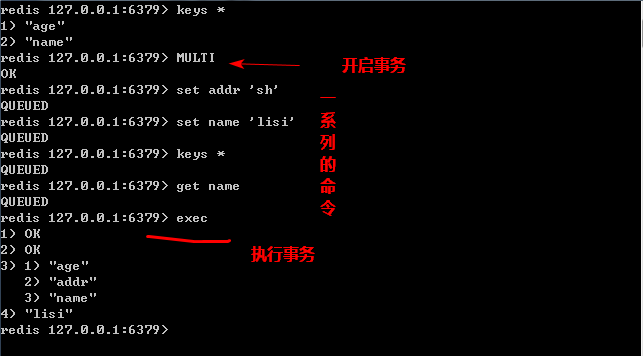 redis 127.0.0.1:6379> keys *
1) "age"
2) "name"
redis 127.0.0.1:6379> MULTI
开启事务
OK
redis 127.0.0.1:6379> set addr 'sh'
QUEUED
redis 127.0.0.1:6379> set name 'lisi'
QUEUED
redis 127.0.0.1:6379> keys *
QUEUED
redis 127.0.0.1:6379> get name
QUEUED
一系列的命令
redis 127.0.0.1:6379> exec
1) OK
2) OK
执行事务
3) 1) "age"
   2) "addr"
   3) "name"
4) "lisi"
redis 127.0.0.1:6379>